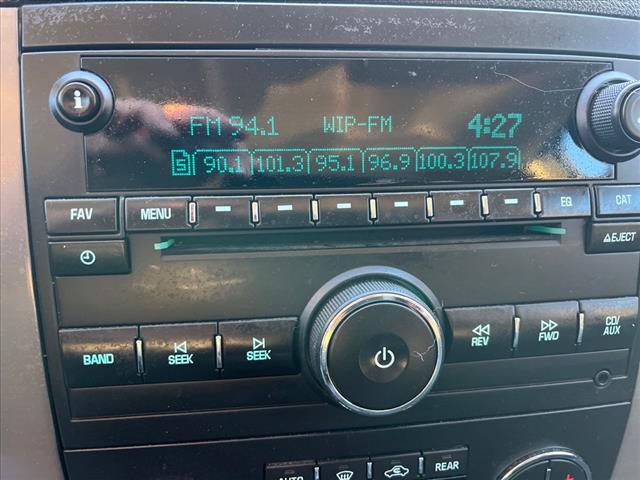 i FM 94.1 WIP-FM 4:27
5 90.1 101.3 95.1 96.9 100.3 107.9
FAV MENU EQ CAT
EJECT
BAND SEEK SEEK REV FWD CD/
AUX
AUTO REAR